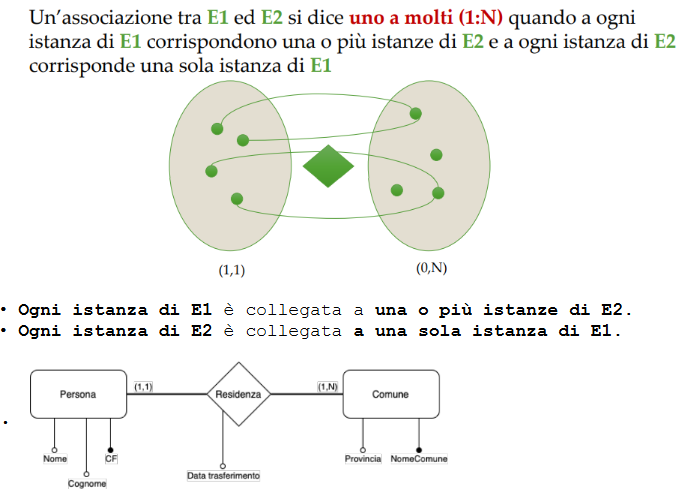 Un'associazione tra E1 ed E2 si dice uno a molti (1:N) quando a ogni
istanza di E1 corrispondono una o più istanze di E2 e a ogni istanza di E2
corrisponde una sola istanza di E1
(1,1) (0,N)
• Ogni istanza di E1 è collegata a una o più istanze di E2.
• Ogni istanza di E2 è collegata a una sola istanza di E1.
Persona (1,1) Residenza (1,N) Comune
Nome CF Provincia NomeComune
Data trasferimento
Cognome